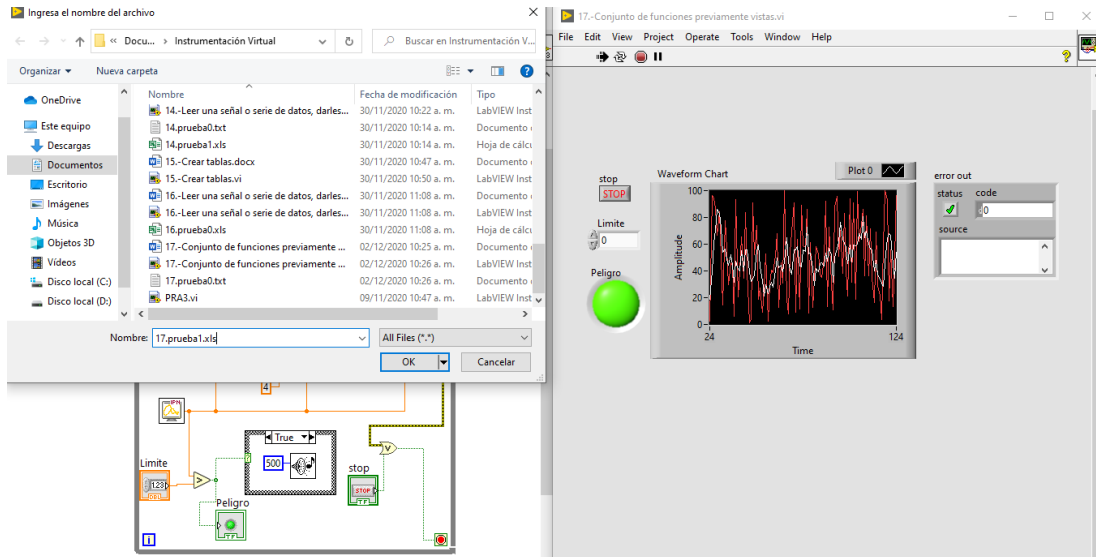 Ingresa el nombre del archivo
« Docu... › Instrumentación Virtual
Buscar en Instrumentación V...
Organizar
Nueva carpeta
OneDrive
Este equipo
Descargas
Documentos
Escritorio
Imágenes
Música
Objetos 3D
Vídeos
Disco local (C:)
Disco local (D:)
Nombre Fecha de modificación Tipo
14.-Leer una señal o serie de datos, darles... 30/11/2020 10:22 a. m. LabVIEW Inst
14.prueba0.txt 30/11/2020 10:14 a. m. Documento
14.prueba1.xls 30/11/2020 10:14 a. m. Hoja de cálcu
15.-Crear tablas.docx 30/11/2020 10:47 a. m. Documento
15.-Crear tablas.vi 30/11/2020 10:50 a. m. LabVIEW Inst
16.-Leer una señal o serie de datos, darles... 30/11/2020 11:08 a. m. Documento
16.-Leer una señal o serie de datos, darles... 30/11/2020 11:08 a. m. LabVIEW Inst
16.prueba0.xls 30/11/2020 11:08 a. m. Hoja de cálcu
17.-Conjunto de funciones previamente ... 02/12/2020 10:25 a. m. Documento
17.-Conjunto de funciones previamente ... 02/12/2020 10:26 a. m. LabVIEW Inst
17.prueba0.txt 02/12/2020 10:26 a. m. Documento
PRA3.vi 09/11/2020 10:47 a. m. LabVIEW Inst
Nombre: 17.prueba1.xls All Files (*.*)
OK Cancelar
4
True
500
Limite
1.23
DBL
>
Peligro
TF
stop
STOP
TF
V
i
17.-Conjunto de funciones previamente vistas.vi
File Edit View Project Operate Tools Window Help
?
stop
STOP
Limite
0
Peligro
Waveform Chart
Plot 0
Amplitude
100
80
60
40
20
0
24 124
Time
error out
status code
0
source